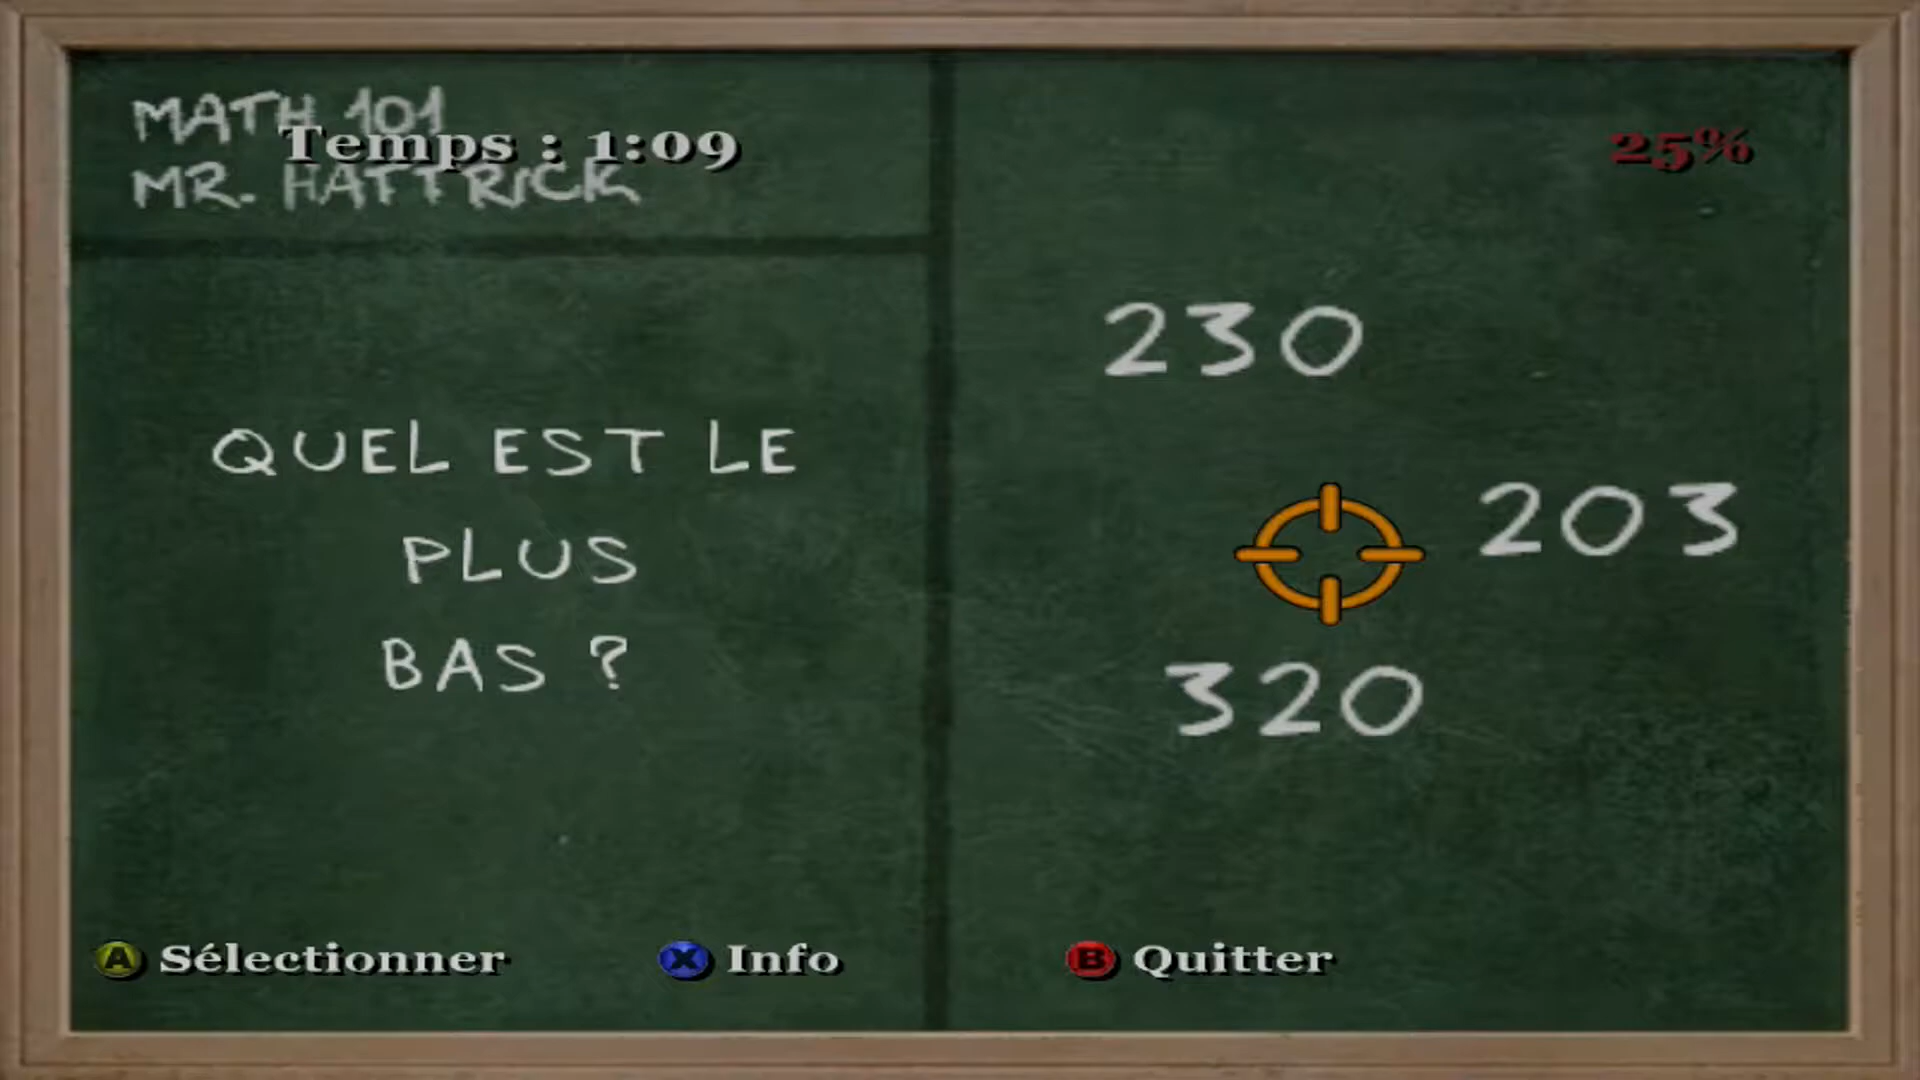 MATH 101
Temps : 1:09
25%
MR. HATTRICK
QUEL EST LE
PLUS
BAS ?
230
203
320
A Sélectionner
X Info
B Quitter